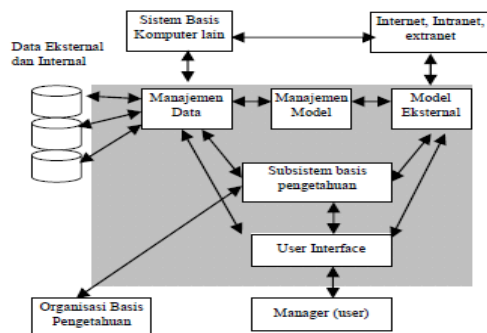 Data Eksternal
dan Internal
Sistem Basis
Komputer lain
Internet, Intranet,
extranet
Manajemen
Data
Manajemen
Model
Model
Eksternal
Subsistem basis
pengetahuan
User Interface
Organisasi Basis
Pengetahuan
Manager (user)